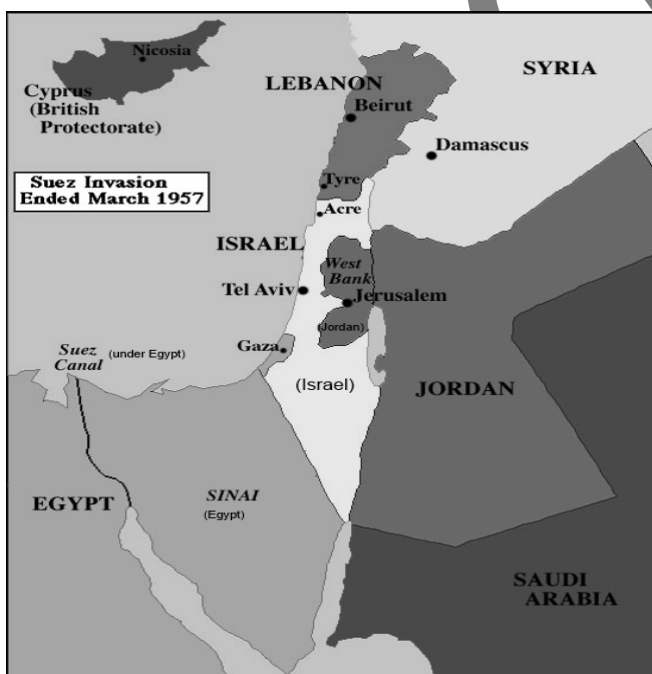 Nicosia
Cyprus
(British
Protectorate)
LEBANON
Beirut
SYRIA
Damascus
Suez Invasion
Ended March 1957
Tyre
Acre
ISRAEL
West
Bank
Tel Aviv
Jerusalem
(Jordan)
Gaza
Suez
Canal
(under Egypt)
(Israel)
JORDAN
EGYPT
SINAI
(Egypt)
SAUDI
ARABIA